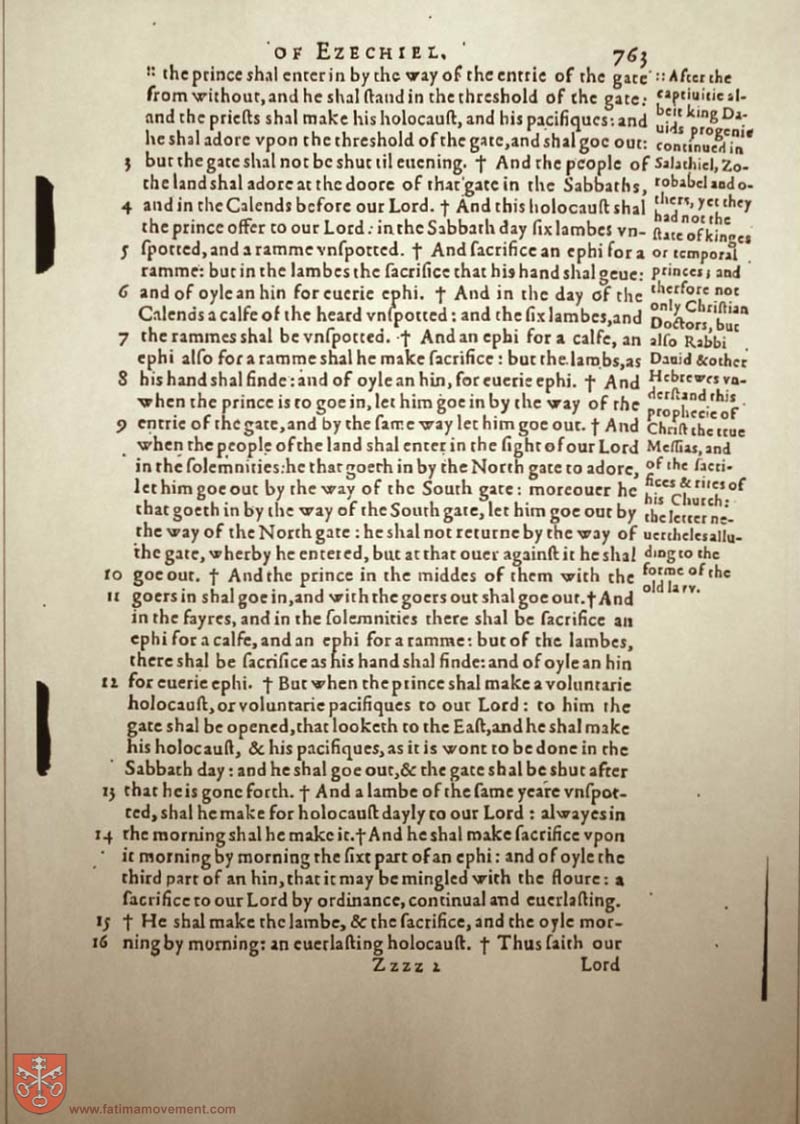 OF EZECHIEL. 763
:: the prince shal enter in by the way of the entrie of the gate
from without, and he shal ſtand in the threshold of the gate:
and the prieſts shal make his holocauſt, and his pacifiques: and
he shal adore vpon the threshold of the gate, and shal goe out:
3 but the gate shal not be shut til euening. † And the people of
the land shal adore at the doore of that gate in the Sabbaths,
4 and in the Calends before our Lord. † And this holocauſt shal
the prince offer to our Lord: in the Sabbath day ſix lambes vn-
5 ſpotted, and a ramme vnſpotted. † And ſacrifice an ephi for a
ramme: but in the lambes the ſacrifice that his hand shal geue:
6 and of oyle an hin for euerie ephi. † And in the day of the
Calends a calfe of the heard vnſpotted: and the ſix lambes, and
7 the rammes shal be vnſpotted. † And an ephi for a calfe, an
ephi alſo for a ramme shal he make ſacrifice: but the lambs, as
8 his hand shal finde: and of oyle an hin, for euerie ephi. † And
when the prince is to goe in, let him goe in by the way of the
9 entrie of the gate, and by the ſame way let him goe out. † And
when the people of the land shal enter in the ſight of our Lord
in the ſolemnities: he that goeth in by the North gate to adore,
let him goe out by the way of the South gate: moreouer he
that goeth in by the way of the South gate, let him goe out by
the way of the North gate: he shal not returne by the way of
the gate, wherby he entered, but at that ouer againſt it he shal
10 goe out. † And the prince in the middes of them with the
11 goers in shal goe in, and with the goers out shal goe out. † And
in the fayres, and in the ſolemnities there shal be ſacrifice an
ephi for a calfe, and an ephi for a ramme: but of the lambes,
there shal be ſacrifice as his hand shal finde: and of oyle an hin
12 for euerie ephi. † But when the prince shal make a voluntarie
holocauſt, or voluntarie pacifiques to our Lord: to him the
gate shal be opened, that looketh to the Eaſt, and he shal make
his holocauſt, & his pacifiques, as it is wont to be done in the
Sabbath day: and he shal goe out, & the gate shal be shut after
13 that he is gone forth. † And a lambe of the ſame yeare vnſpot-
ted, shal he make for holocauſt dayly to our Lord: alwayes in
14 the morning shal he make it. † And he shal make ſacrifice vpon
it morning by morning the ſixt part of an ephi: and of oyle the
third part of an hin, that it may be mingled with the floure: a
ſacrifice to our Lord by ordinance, continual and euerlaſting.
15 † He shal make the lambe, & the ſacrifice, and the oyle mor-
16 ning by morning: an euerlaſting holocauſt. † Thus ſaith our
Zzzz 2 Lord
:: After the
captiuitie al-
beit king Da-
uids progenie
continued in
Salathiel, Zo-
robabel and o-
thers, yet they
had not the
ſtate of kinges
or temporal
princes; and
therfore not
only Chriſtian
Doctors, but
alſo Rabbi
Dauid & other
Hebrewes vn-
derſtand this
prophecie of
Chriſt the true
Meſſias, and
of the ſacri-
fices & rites of
his Church:
the letter ne-
uertheles allu-
ding to the
forme of the
old law.
www.fatimamovement.com